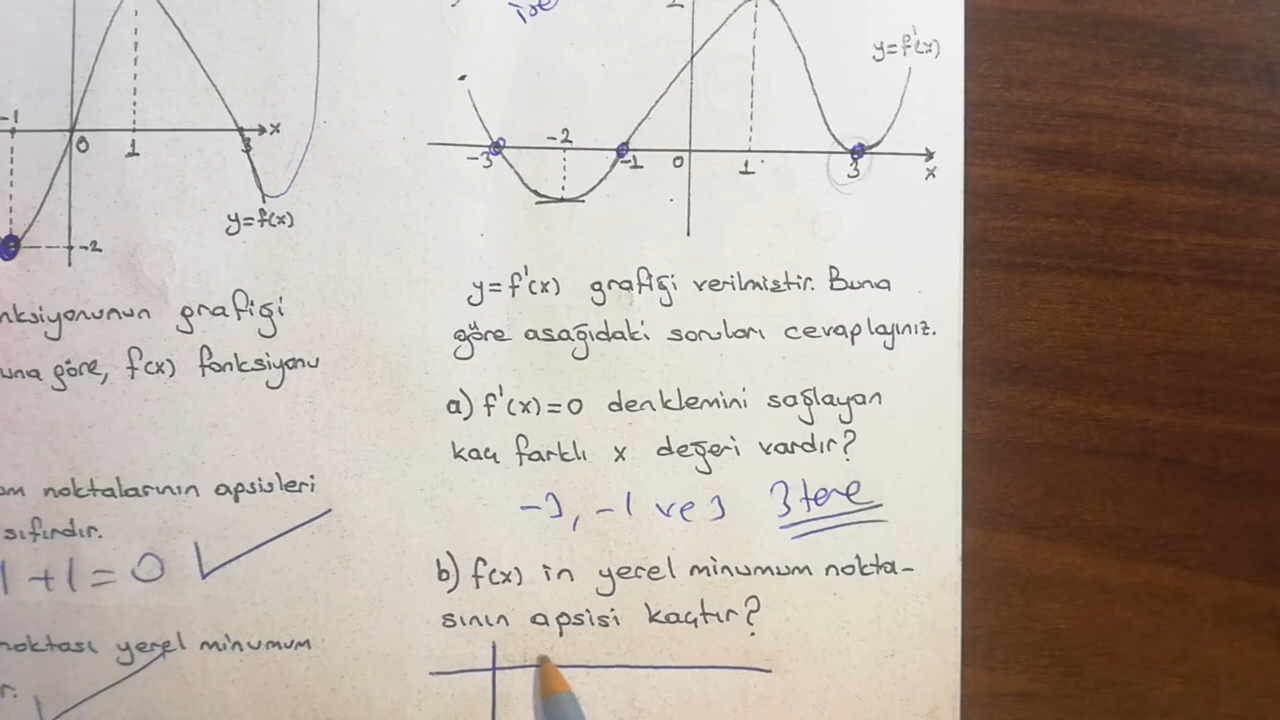 ise
-1
0
1
3
x
y=f(x)
-2
nksiyonunun grafiği
una göre, f(x) fonksiyonu
om noktalarının apsisleri
sıfırdır.
1+1=0
noktası yerel minumum
r.
y=f'(x)
-3
-2
-1
0
1
3
x
y=f'(x) grafiği verilmiştir. Buna
göre aşağıdaki soruları cevaplayınız.
a) f'(x)=0 denklemini sağlayan
kaç farklı x değeri vardır?
-3, -1 ve 3 3 tane
b) f(x) in yerel minumum nokta-
sının apsisi kaçtır?